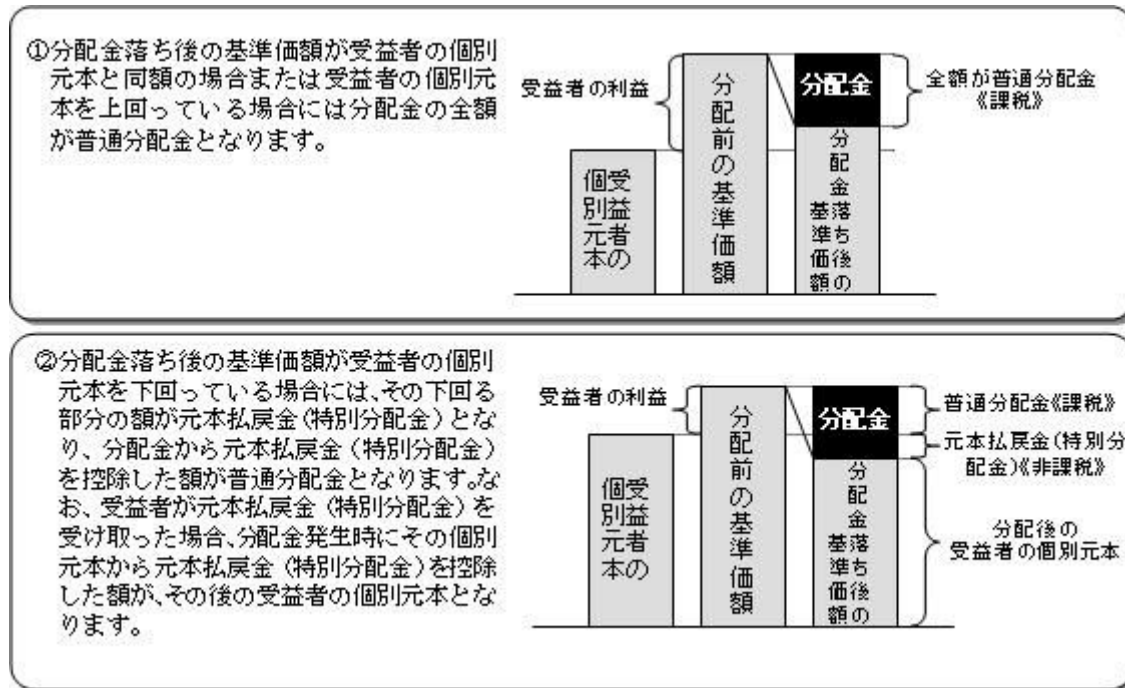 ①分配金落ち後の基準価額が受益者の個別
元本と同額の場合または受益者の個別元
本を上回っている場合には分配金の全額
が普通分配金となります。
受益者の利益
受益者の
個別元本
分配前の基準価額
分配金
分配金落ち後の
基準価額
全額が普通分配金
《課税》
②分配金落ち後の基準価額が受益者の個別
元本を下回っている場合には、その下回る
部分の額が元本払戻金(特別分配金)とな
り、分配金から元本払戻金(特別分配金)
を控除した額が普通分配金となります。な
お、受益者が元本払戻金(特別分配金)を
受け取った場合、分配金発生時にその個別
元本から元本払戻金(特別分配金)を控除
した額が、その後の受益者の個別元本とな
ります。
受益者の利益
受益者の
個別元本
分配前の基準価額
分配金
分配金落ち後の
基準価額
普通分配金《課税》
元本払戻金(特別分
配金)《非課税》
分配後の
受益者の個別元本